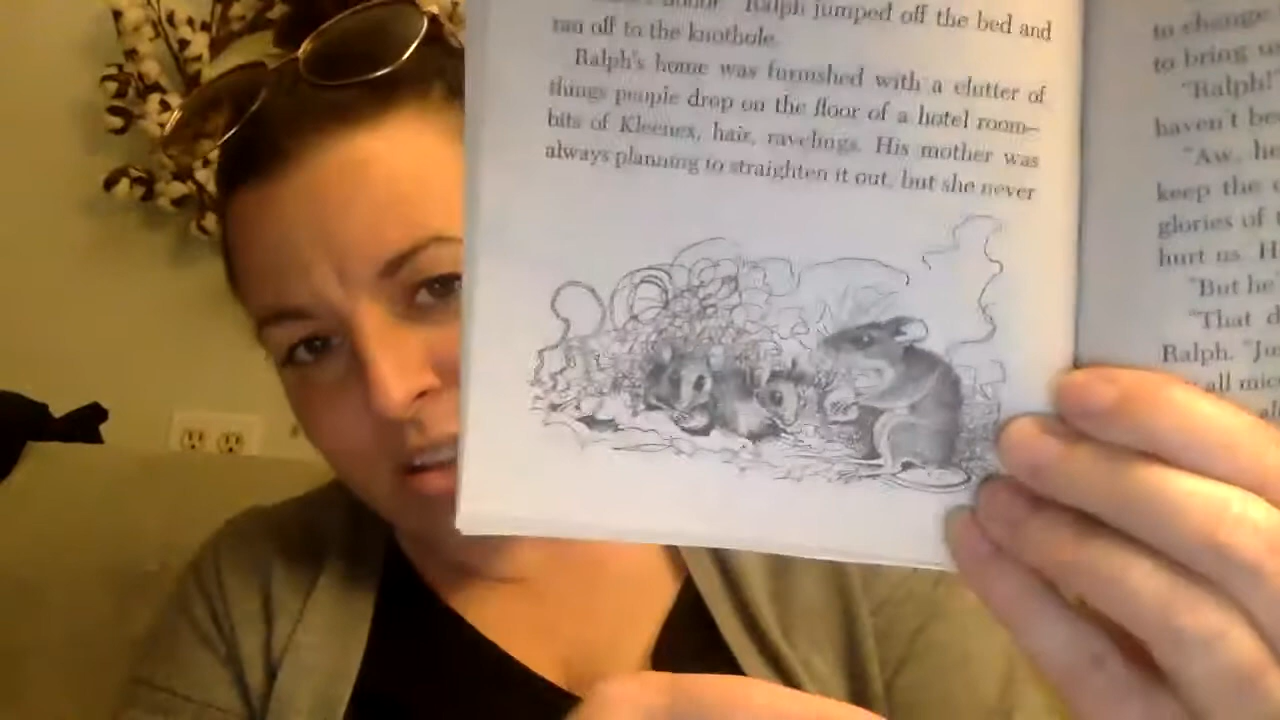 Ralph jumped off the bed and
ran off to the knothole.
Ralph's home was furnished with a clutter of
things people drop on the floor of a hotel room—
bits of Kleenex, hair, ravelings. His mother was
always planning to straighten it out, but she never
to change
to bring
"Ralph!
haven't
"Aw,
keep the
glories of
hurt us. H
"But he
"That
Ralph. "Ju
all